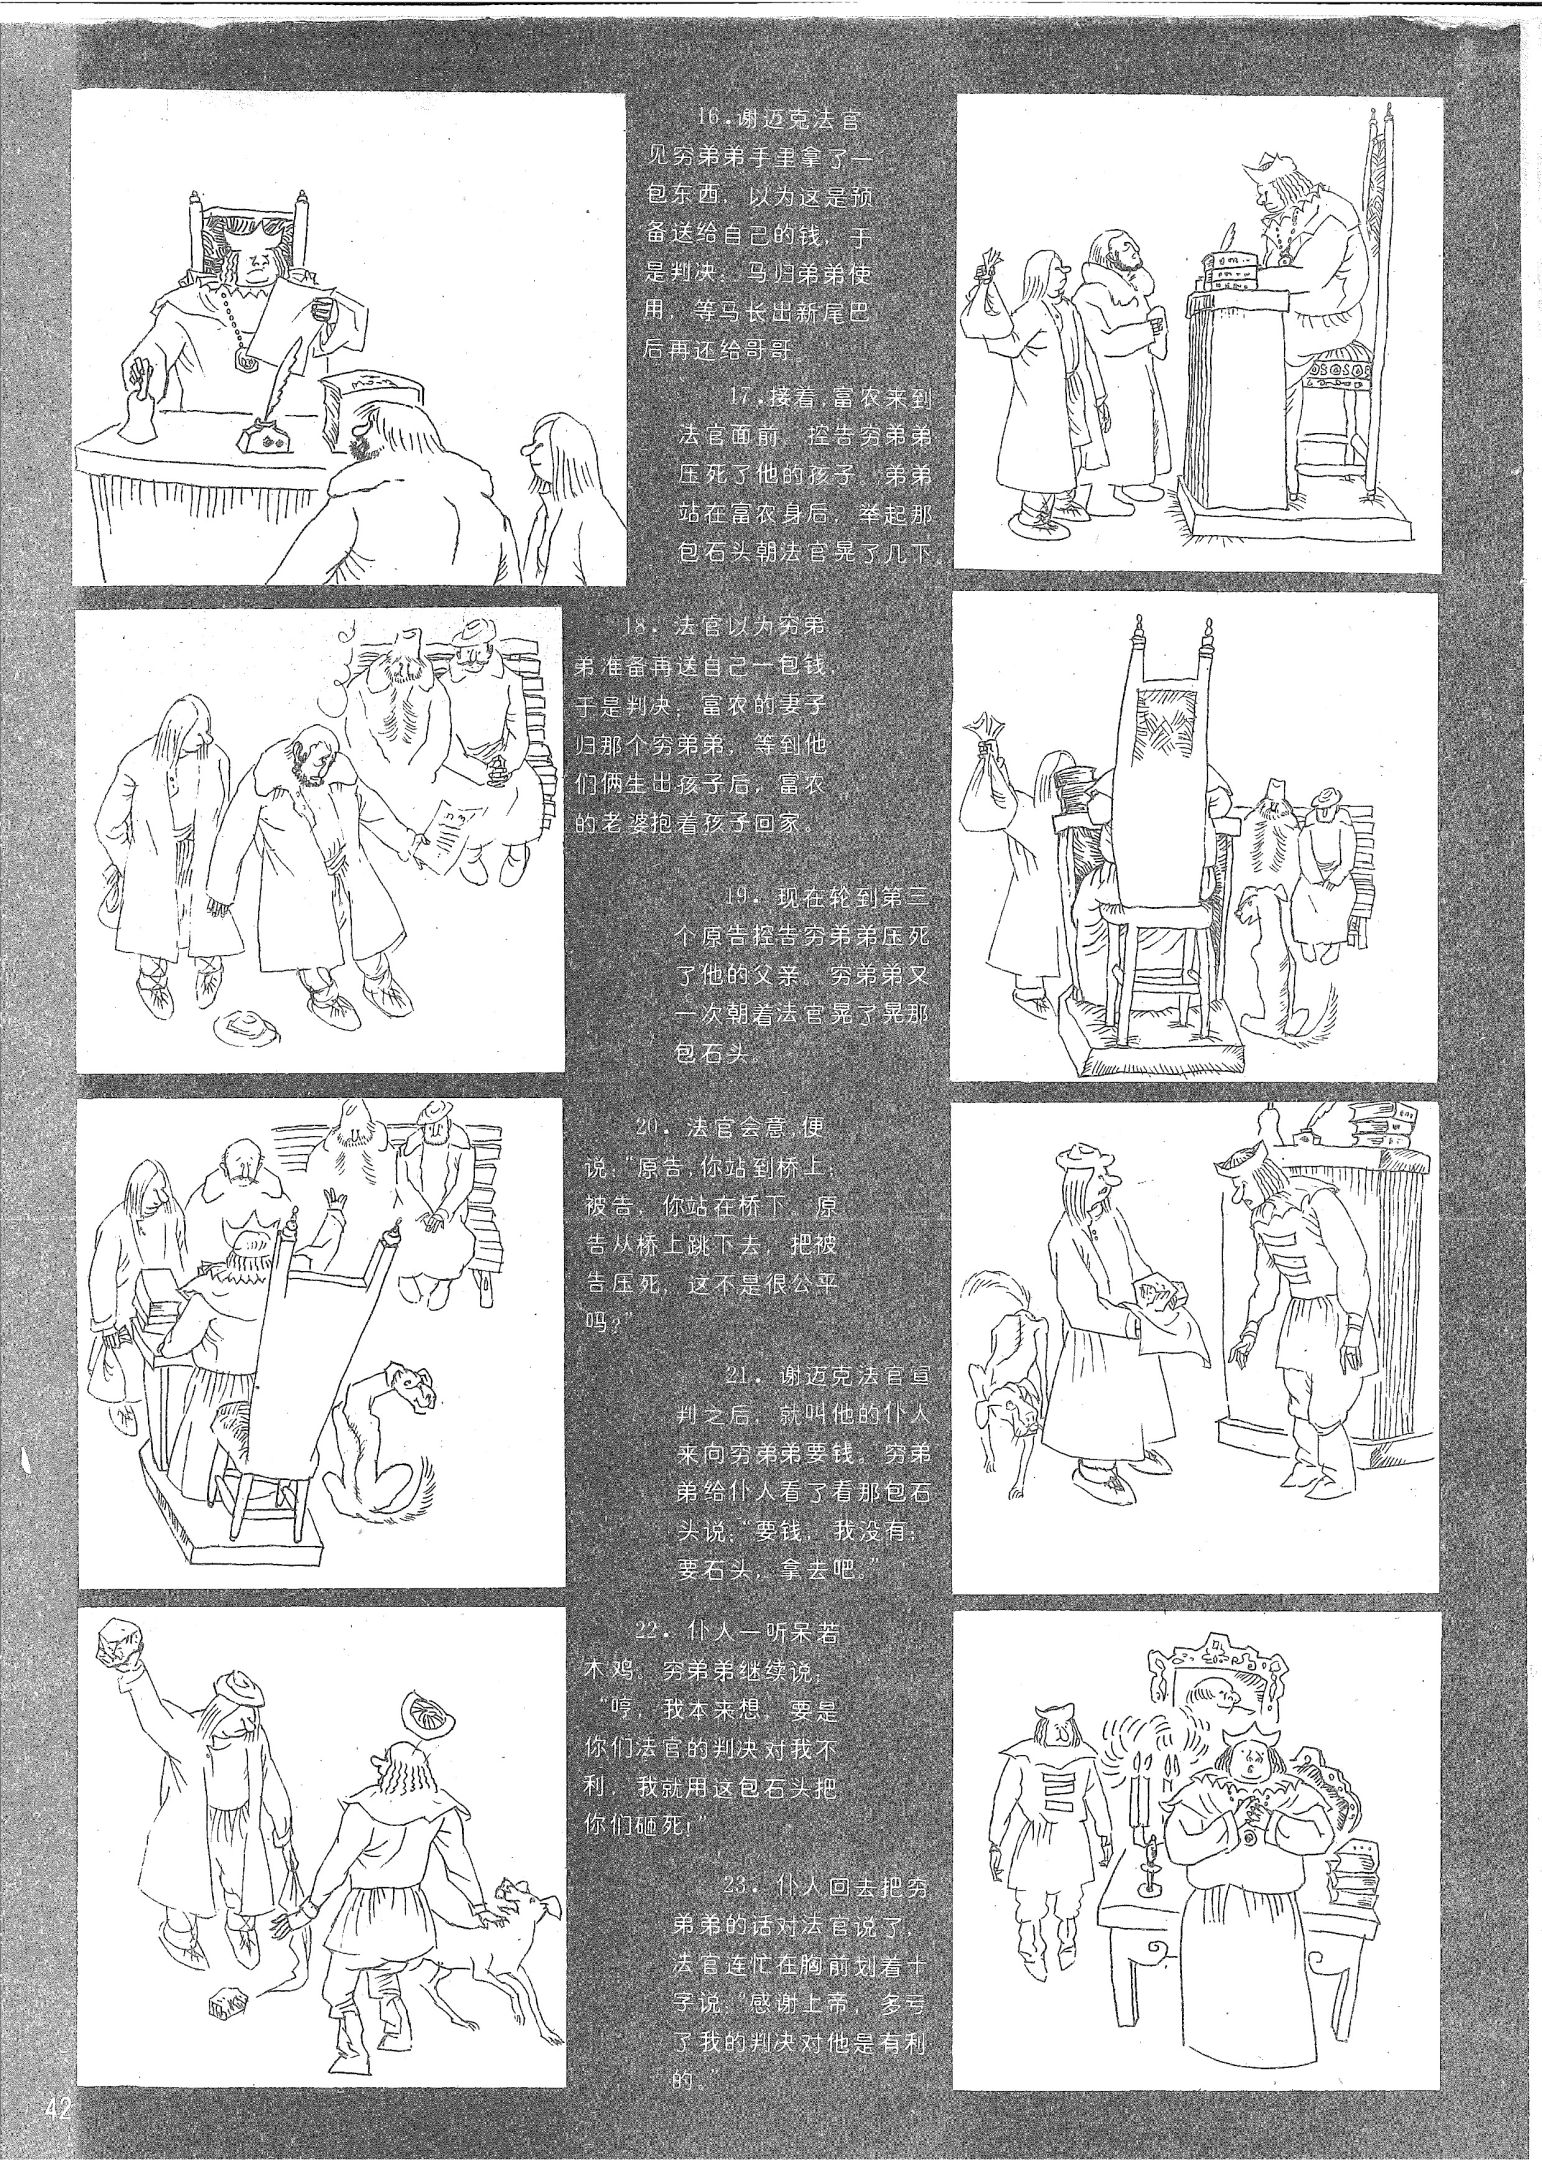 16.谢迈克法官
见穷弟弟手里拿了一
包东西，以为这是预
备送给自己的钱，于
是判决：马归弟弟使
用，等马长出新尾巴
后再还给哥哥。
17.接着，富农来到
法官面前，控告穷弟弟
压死了他的孩子。弟弟
站在富农身后，举起那
包石头朝法官晃了几下
18.法官以为穷弟
弟准备再送自己一包钱，
于是判决：富农的妻子
归那个穷弟弟，等到他
们俩生出孩子后，富农
的老婆抱着孩子回家。
19.现在轮到第三
个原告控告穷弟弟压死
了他的父亲，穷弟弟又
一次朝着法官晃了晃那
包石头。
20.法官会意，便
说：“原告，你站到桥上；
被告，你站在桥下。原
告从桥上跳下去，把被
告压死，这不是很公平
吗？”
21.谢迈克法官宣
判之后，就叫他的仆人
来向穷弟弟要钱。穷弟
弟给仆人看了看那包石
头说：“要钱，我没有；
要石头，拿去吧。”
22.仆人一听呆若
木鸡。穷弟弟继续说：
“哼，我本来想，要是
你们法官的判决对我不
利，我就用这包石头把
你们砸死！”
23.仆人回去把穷
弟弟的话对法官说了，
法官连忙在胸前划着十
字说：“感谢上帝，多亏
了我的判决对他是有利
的。”
42